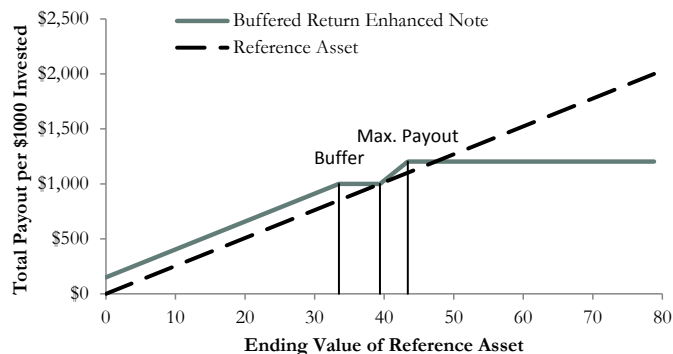 $2,500
$2,000
$1,500
$1,000
$500
$0
Total Payout per $1000 Invested
Buffered Return Enhanced Note
Reference Asset
Max. Payout
Buffer
0 10 20 30 40 50 60 70 80
Ending Value of Reference Asset